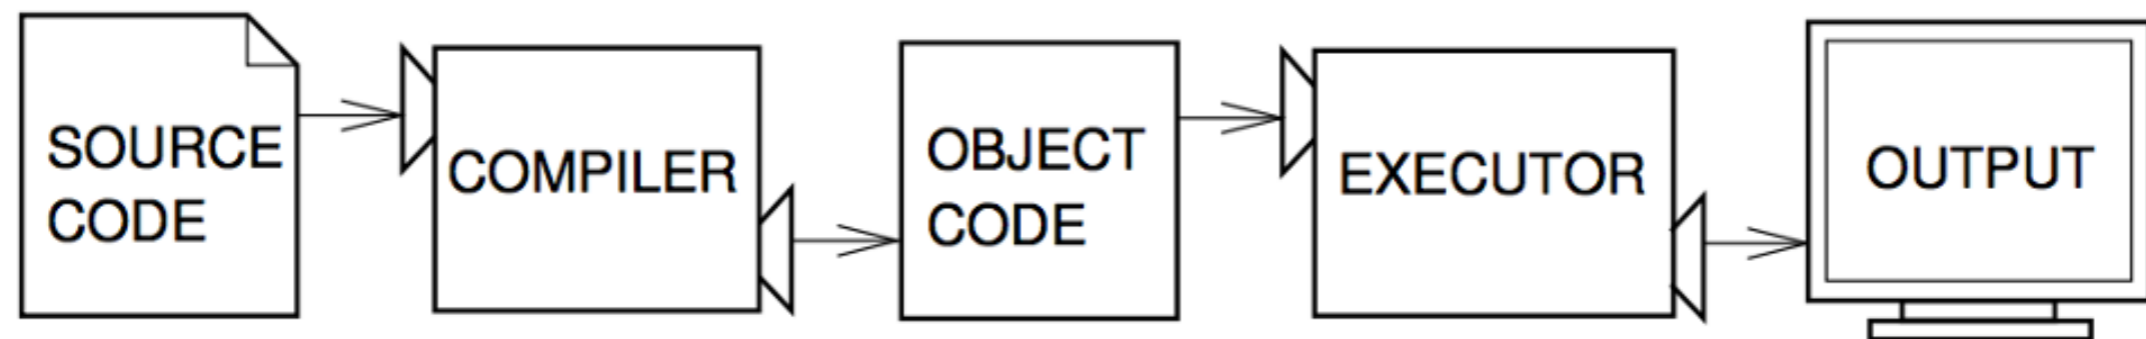 SOURCE
CODE
COMPILER
OBJECT
CODE
EXECUTOR
OUTPUT